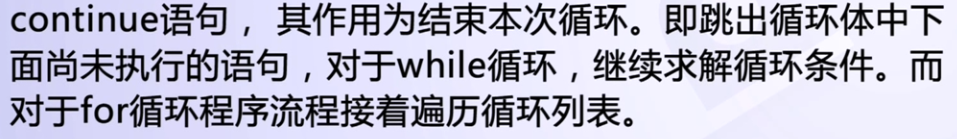 continue语句， 其作用为结束本次循环。即跳出循环体中下
面尚未执行的语句，对于while循环，继续求解循环条件。而
对于for循环程序流程接着遍历循环列表。